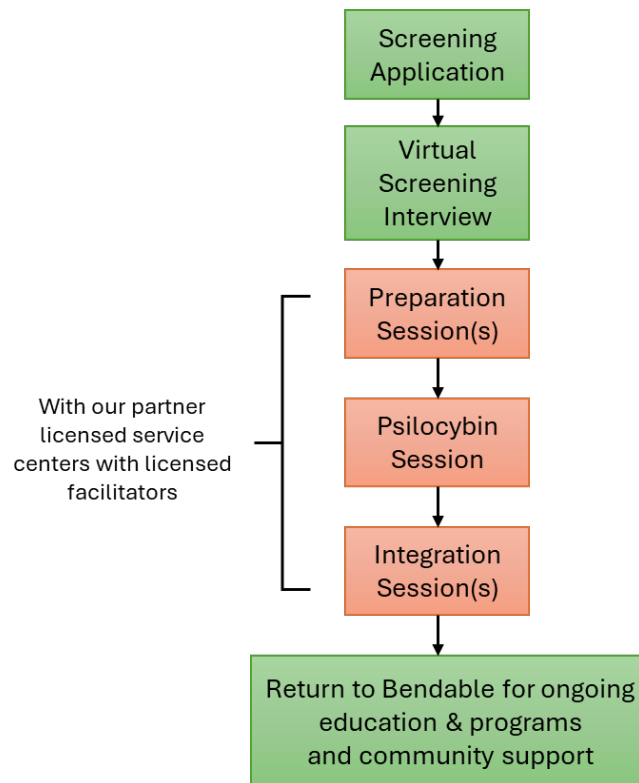 Screening
Application
Virtual
Screening
Interview
Preparation
Session(s)
With our partner
licensed service
centers with licensed
facilitators
Psilocybin
Session
Integration
Session(s)
Return to Bendable for ongoing
education & programs
and community support